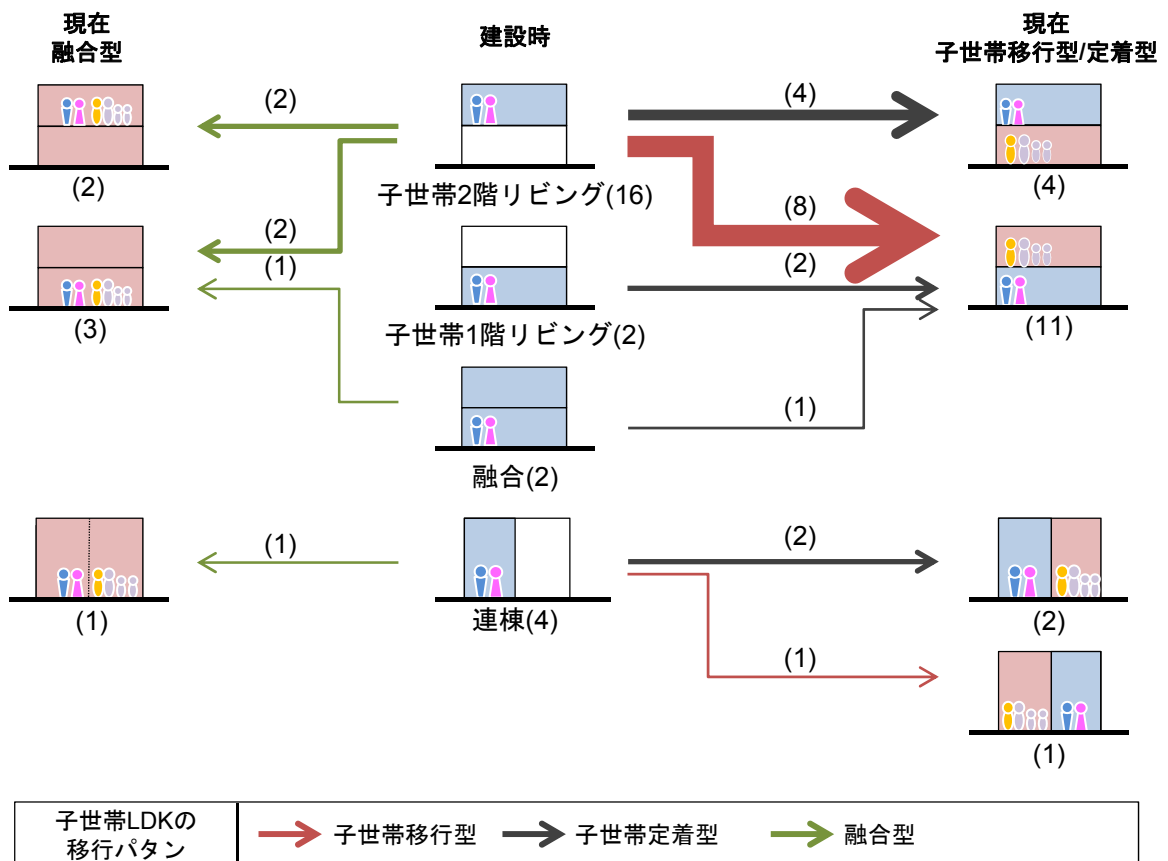 現在
融合型
建設時
現在
子世帯移行型/定着型
(2)
(4)
(2)
子世帯2階リビング(16)
(4)
(8)
(2)
(1)
(2)
(3)
子世帯1階リビング(2)
(11)
(1)
融合(2)
(1)
(2)
(1)
連棟(4)
(2)
(1)
(1)
子世帯LDKの
移行パタン
子世帯移行型
子世帯定着型
融合型